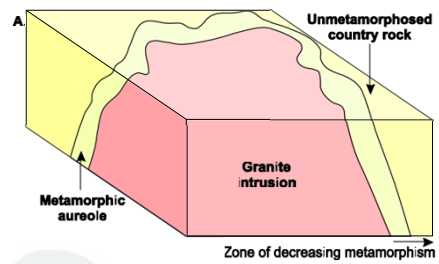 A.
Unmetamorphosed
country rock
Granite
intrusion
Metamorphic
aureole
Zone of decreasing metamorphism